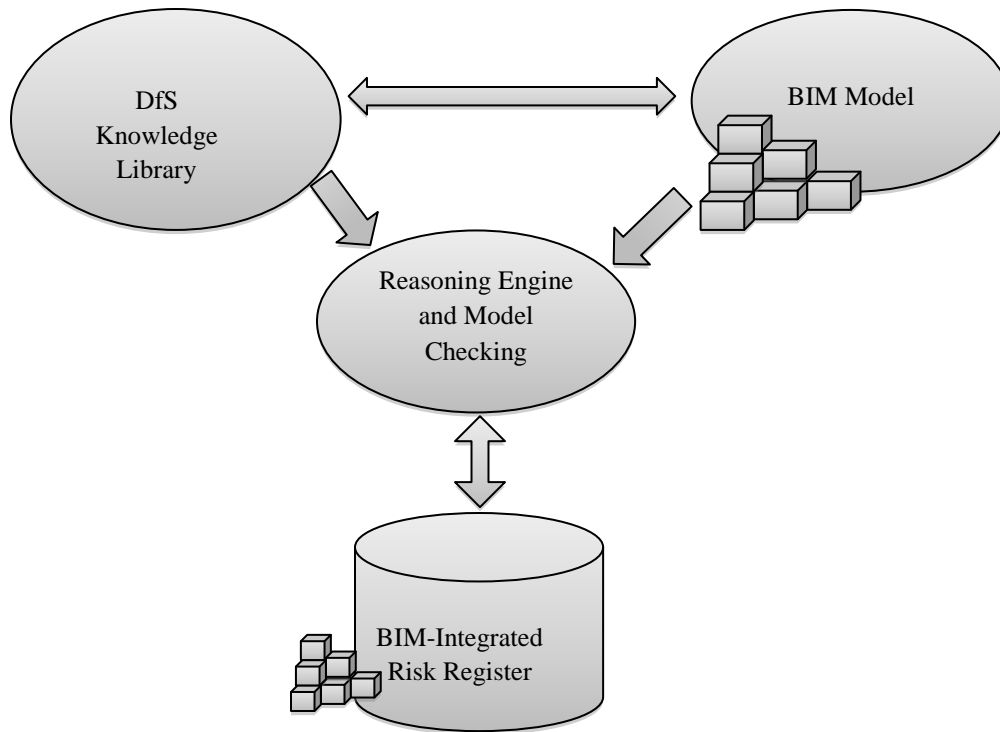 DfS
Knowledge
Library
BIM Model
Reasoning Engine
and Model
Checking
BIM-Integrated
Risk Register